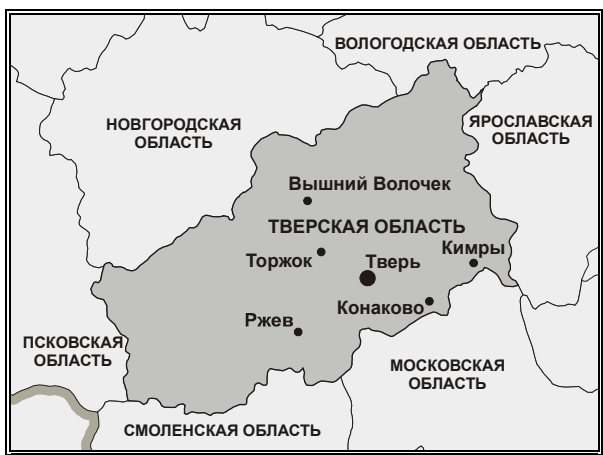 ВОЛОГОДСКАЯ ОБЛАСТЬ
НОВГОРОДСКАЯ
ОБЛАСТЬ
ЯРОСЛАВСКАЯ
ОБЛАСТЬ
Вышний Волочек
ТВЕРСКАЯ ОБЛАСТЬ
Торжок
Тверь
Кимры
Конаково
Ржев
ПСКОВСКАЯ
ОБЛАСТЬ
МОСКОВСКАЯ
ОБЛАСТЬ
СМОЛЕНСКАЯ ОБЛАСТЬ